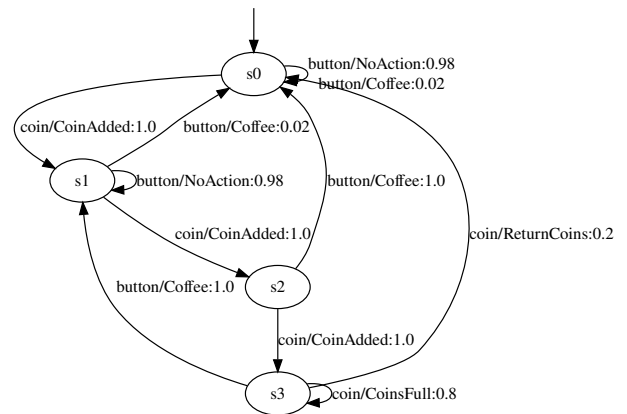 s0
button/NoAction:0.98
button/Coffee:0.02
coin/CoinAdded:1.0
button/Coffee:0.02
s1
button/NoAction:0.98
button/Coffee:1.0
coin/CoinAdded:1.0
coin/ReturnCoins:0.2
button/Coffee:1.0
s2
coin/CoinAdded:1.0
s3
coin/CoinsFull:0.8